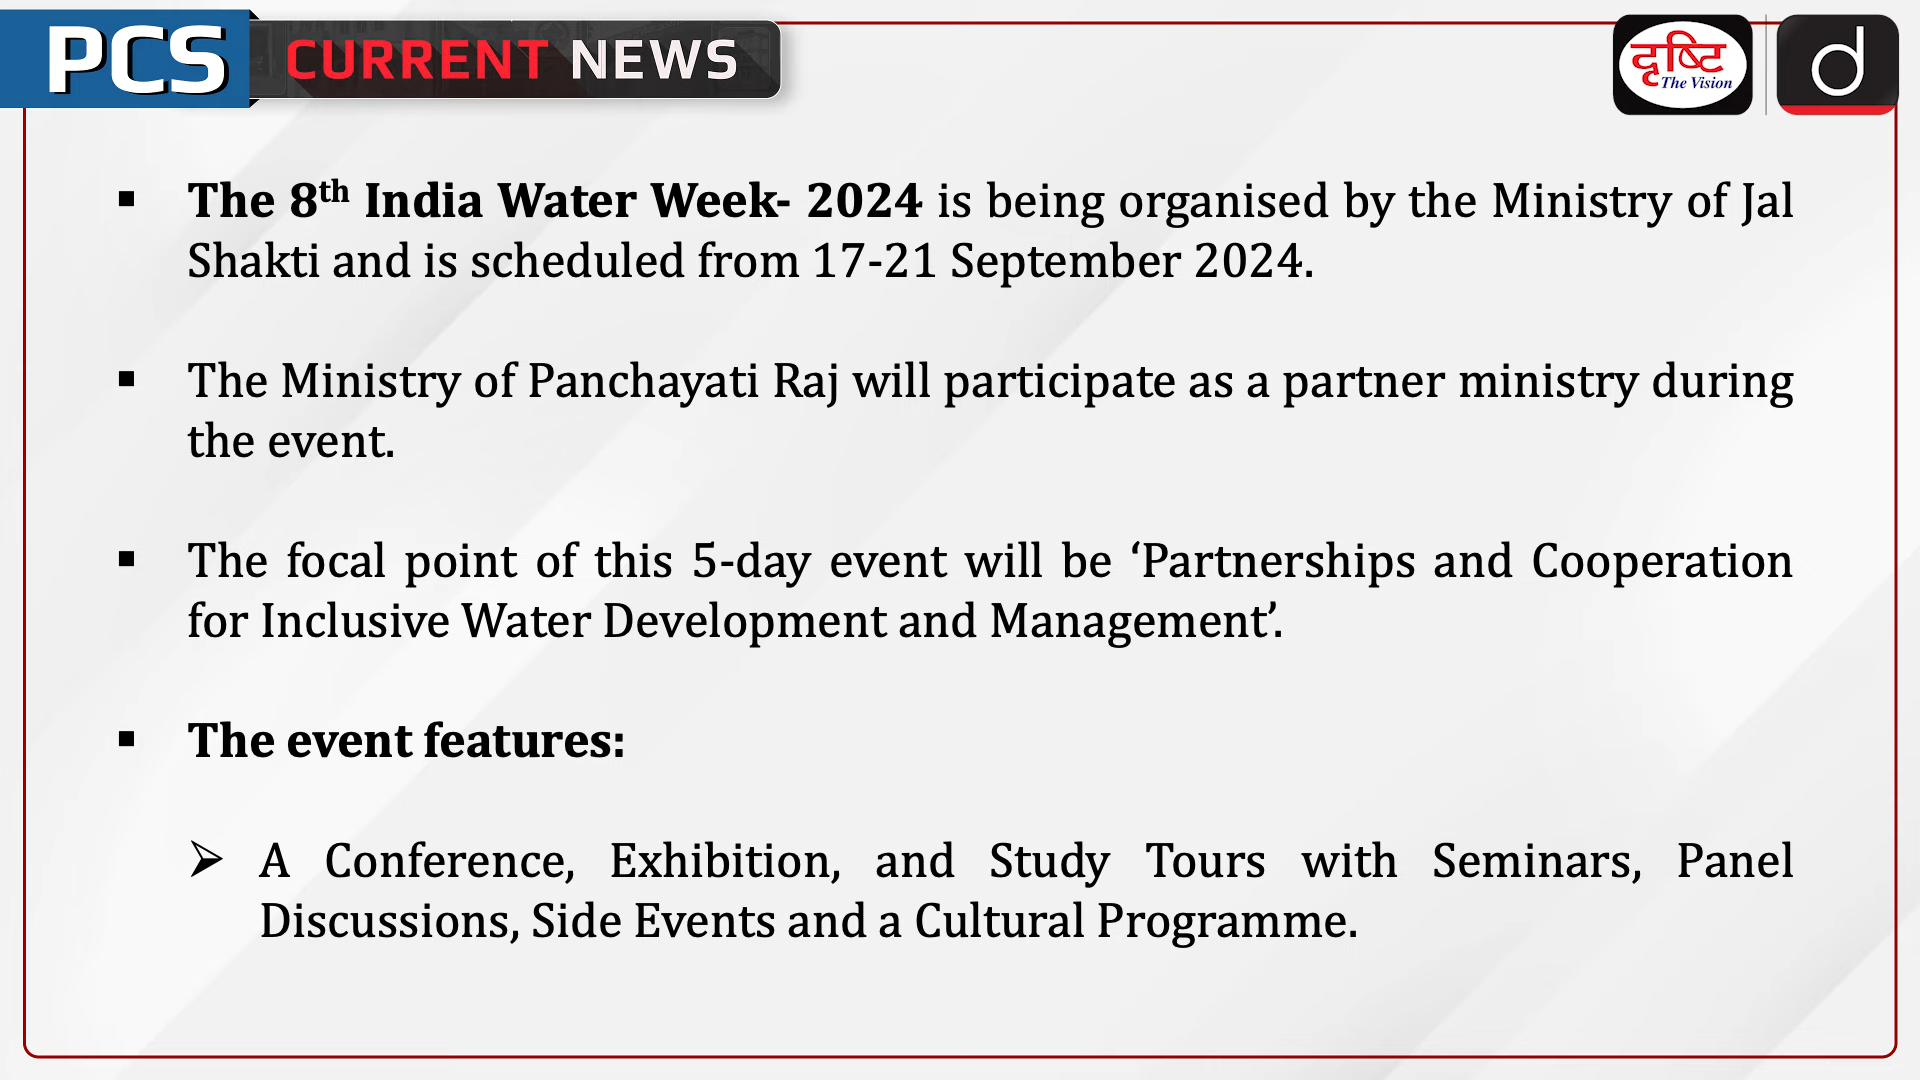 PCS CURRENT NEWS
दृष्टि
The Vision
d
▪ The 8th India Water Week- 2024 is being organised by the Ministry of Jal
Shakti and is scheduled from 17-21 September 2024.
▪ The Ministry of Panchayati Raj will participate as a partner ministry during
the event.
▪ The focal point of this 5-day event will be ‘Partnerships and Cooperation
for Inclusive Water Development and Management’.
▪ The event features:
➢ A Conference, Exhibition, and Study Tours with Seminars, Panel
Discussions, Side Events and a Cultural Programme.